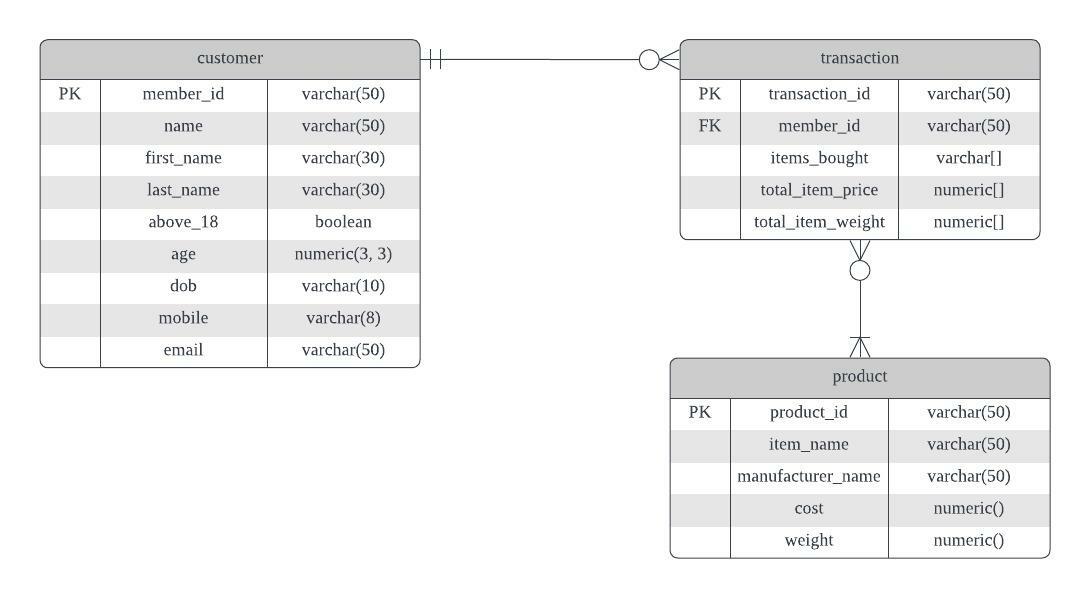 customer
PK member_id varchar(50)
name varchar(50)
first_name varchar(30)
last_name varchar(30)
above_18 boolean
age numeric(3, 3)
dob varchar(10)
mobile varchar(8)
email varchar(50)
transaction
PK transaction_id varchar(50)
FK member_id varchar(50)
items_bought varchar[]
total_item_price numeric[]
total_item_weight numeric[]
product
PK product_id varchar(50)
item_name varchar(50)
manufacturer_name varchar(50)
cost numeric()
weight numeric()